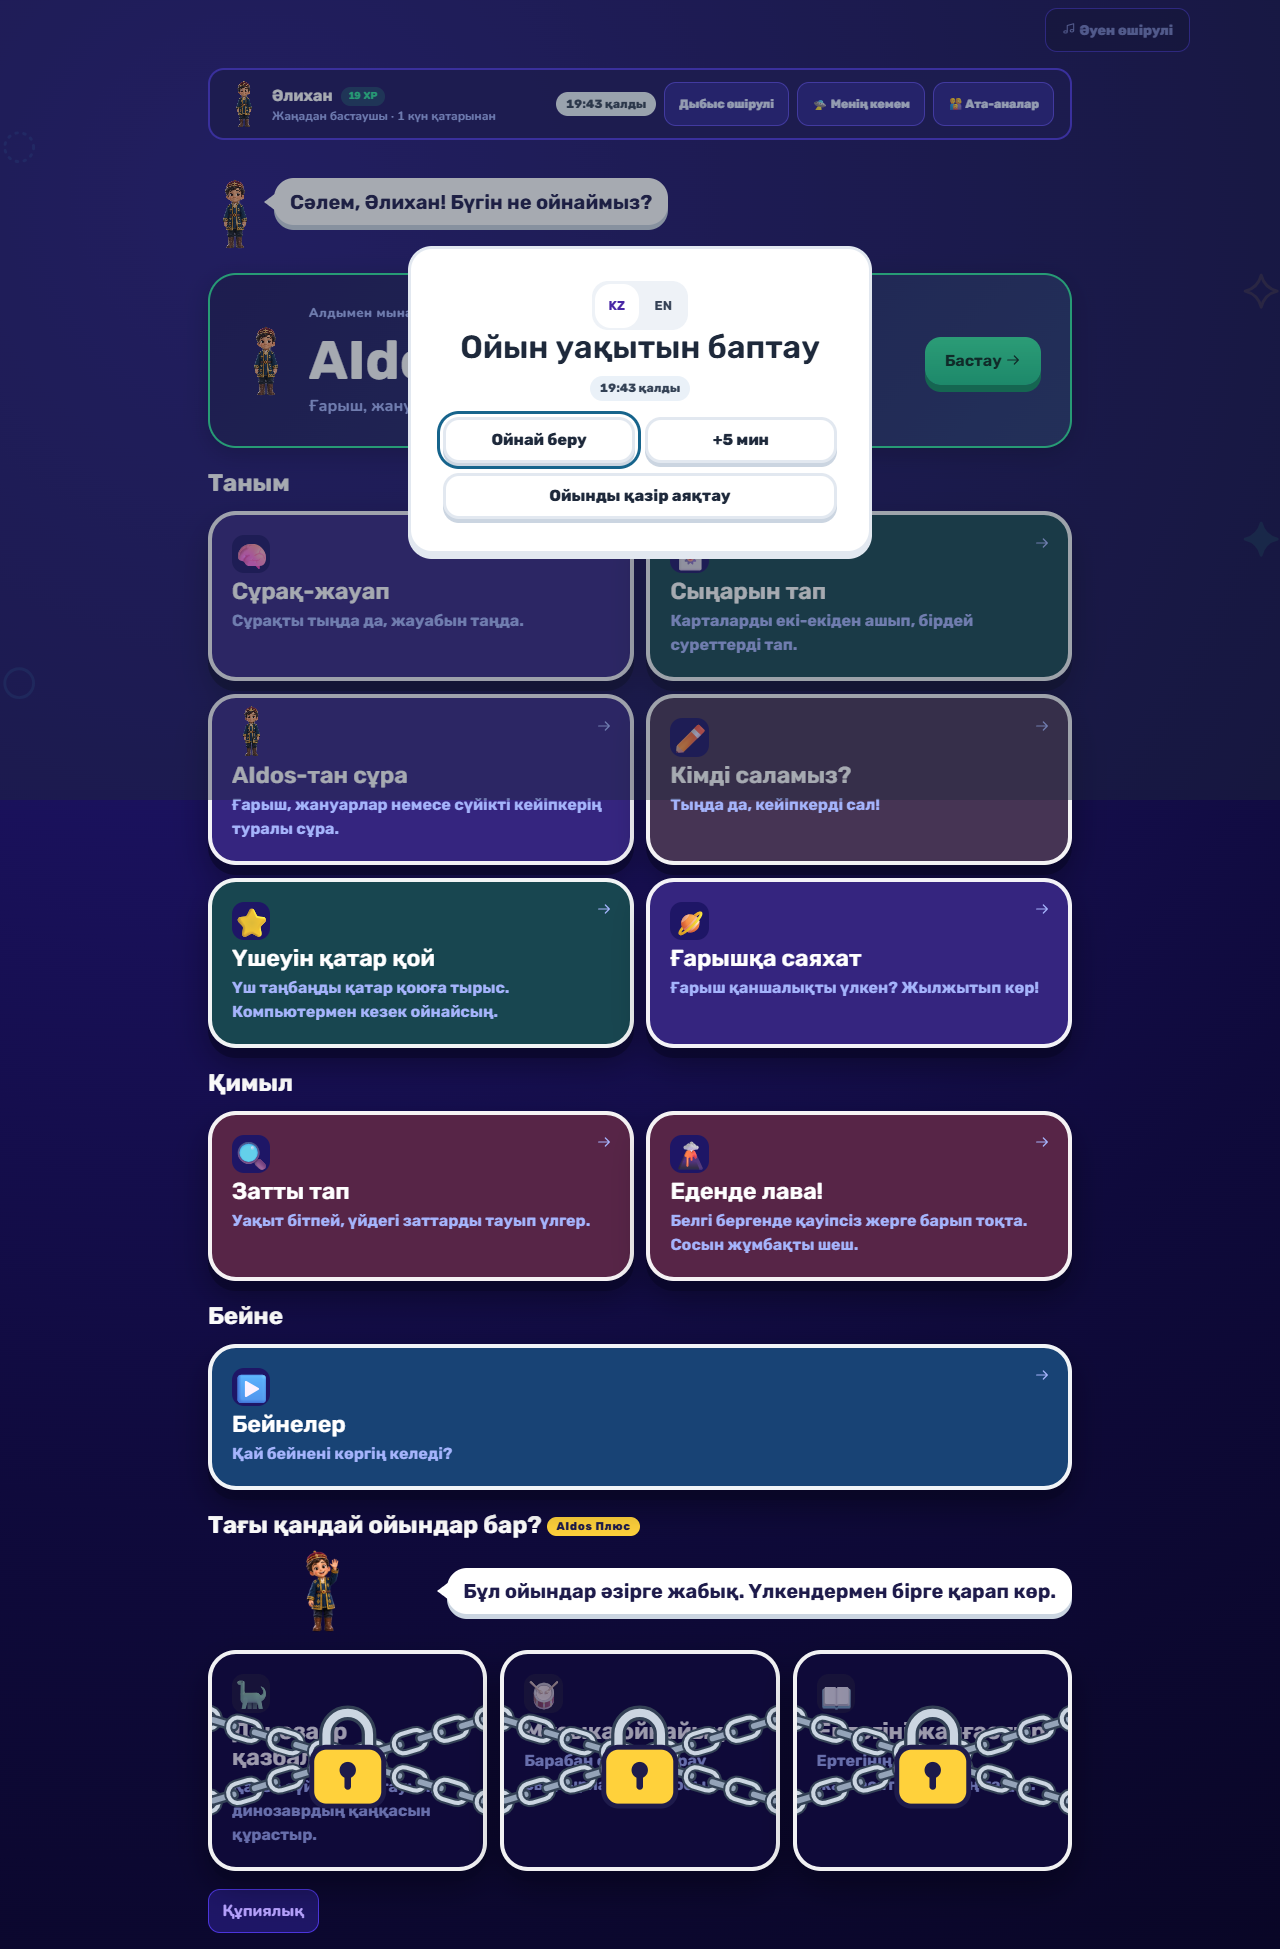 Әуен өшірулі
Әлихан 19 XP
Жаңадан бастаушы · 1 күн қатарынан
19:43 қалды
Дыбыс өшірулі
Менің кемем
Ата-аналар
Сәлем, Әлихан! Бүгін не ойнаймыз?
KZ EN
Ойын уақытын баптау
19:43 қалды
Ойнай беру
+5 мин
Ойынды қазір аяқтау
Алдымен
Ғарыш,
Бастау →
Таным
Сұрақ-жауап
Сұрақты тыңда да, жауабын таңда.
Сыңарын тап
Карталарды екі-екіден ашып, бірдей
суреттерді тап.
Aldos-тан сұра
Ғарыш, жануарлар немесе сүйікті кейіпкерің
туралы сұра.
Кімді саламыз?
Тыңда да, кейіпкерді сал!
Үшеуін қатар қой
Үш таңбаңды қатар қоюға тырыс.
Компьютермен кезек ойнайсың.
Ғарышқа саяхат
Ғарыш қаншалықты үлкен? Жылжытып көр!
Қимыл
Затты тап
Уақыт бітпей, үйдегі заттарды тауып үлгер.
Еденде лава!
Белгі бергенде қауіпсіз жерге барып тоқта.
Сосын жұмбақты шеш.
Бейне
Бейнелер
Қай бейнені көргің келеді?
Тағы қандай ойындар бар? Aldos Плюс
Бұл ойындар әзірге жабық. Үлкендермен бірге қарап көр.
динозаврдың қаңқасын
құрастыр.
Барабан
Ертегінің
Құпиялық